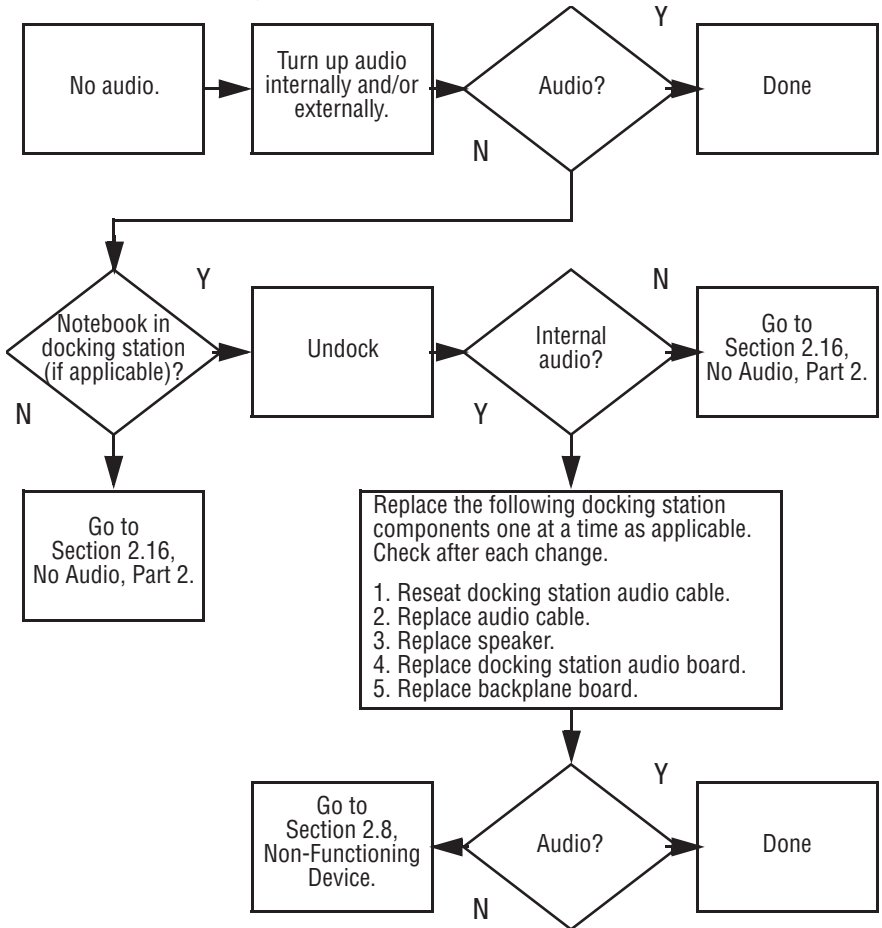 Y
No audio.
Turn up audio
internally and/or
externally.
Audio?
Done
N
Y
N
Notebook in
docking station
(if applicable)?
Undock
Internal
audio?
Go to
Section 2.16,
No Audio, Part 2.
N
Y
Go to
Section 2.16,
No Audio, Part 2.
Replace the following docking station
components one at a time as applicable.
Check after each change.
1. Reseat docking station audio cable.
2. Replace audio cable.
3. Replace speaker.
4. Replace docking station audio board.
5. Replace backplane board.
Y
Go to
Section 2.8,
Non-Functioning
Device.
Audio?
Done
N